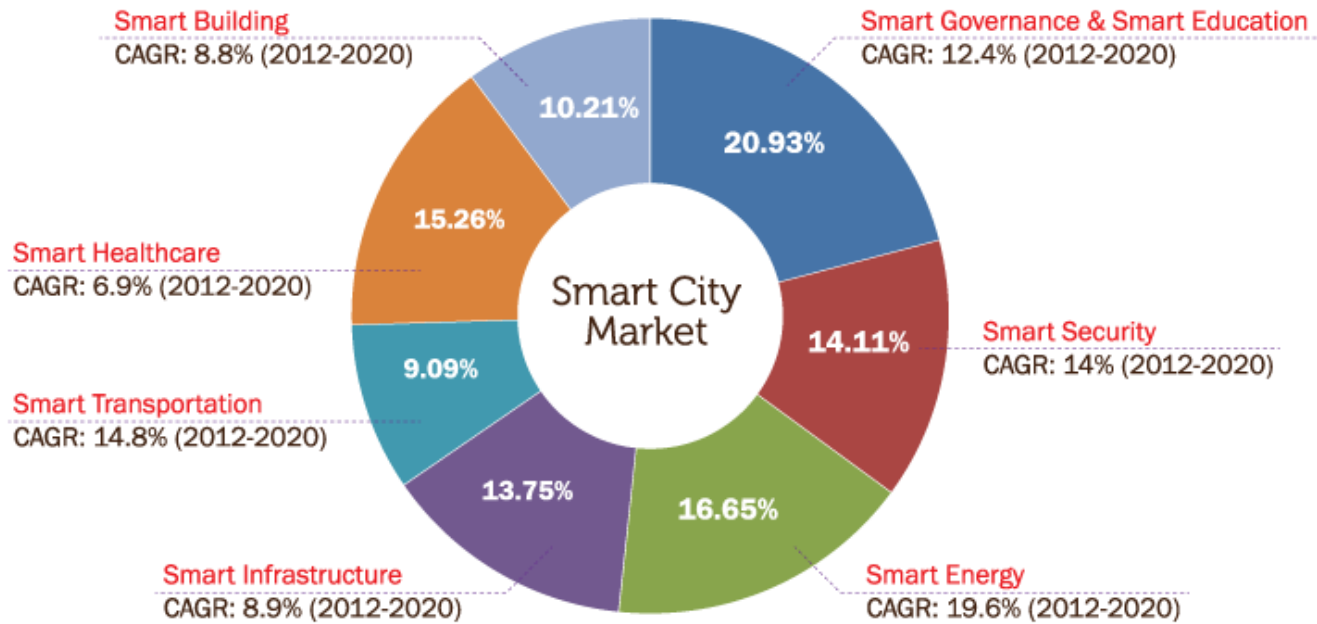 Smart Building
CAGR: 8.8% (2012-2020)
Smart Governance & Smart Education
CAGR: 12.4% (2012-2020)
10.21%
20.93%
15.26%
Smart Healthcare
CAGR: 6.9% (2012-2020)
Smart City
Market
14.11%
Smart Security
CAGR: 14% (2012-2020)
9.09%
Smart Transportation
CAGR: 14.8% (2012-2020)
13.75%
16.65%
Smart Infrastructure
CAGR: 8.9% (2012-2020)
Smart Energy
CAGR: 19.6% (2012-2020)